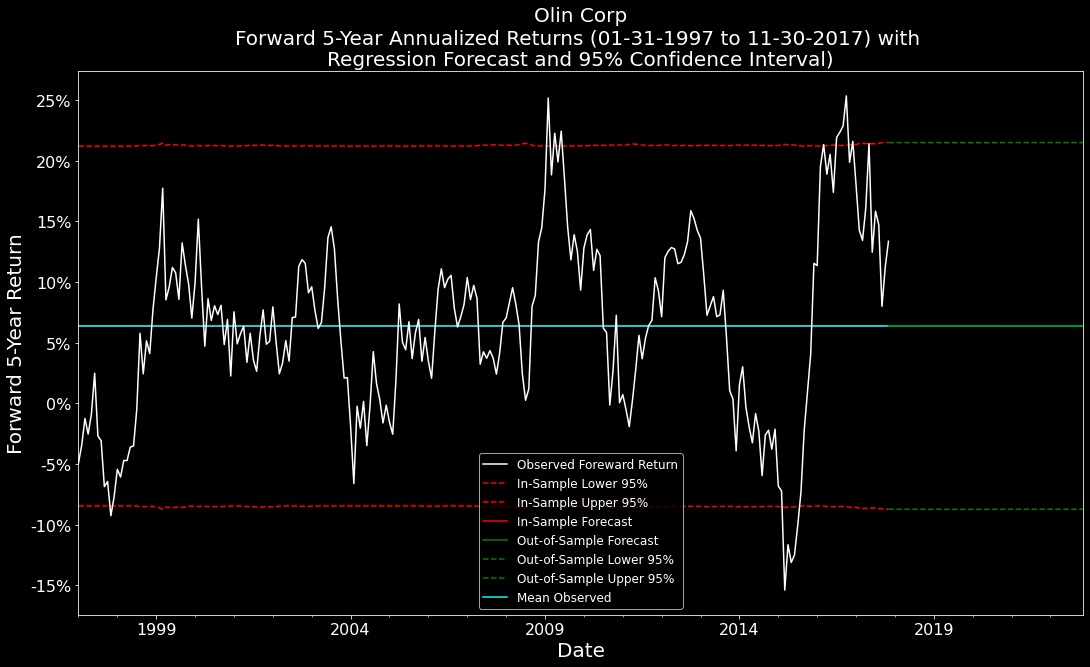 Olin Corp
Forward 5-Year Annualized Returns (01-31-1997 to 11-30-2017) with
Regression Forecast and 95% Confidence Interval)
25%
20%
15%
10%
5%
0%
-5%
-10%
-15%
Forward 5-Year Return
Observed Foreward Return
In-Sample Lower 95%
In-Sample Upper 95%
In-Sample Forecast
Out-of-Sample Forecast
Out-of-Sample Lower 95%
Out-of-Sample Upper 95%
Mean Observed
1999
2004
2009
2014
2019
Date